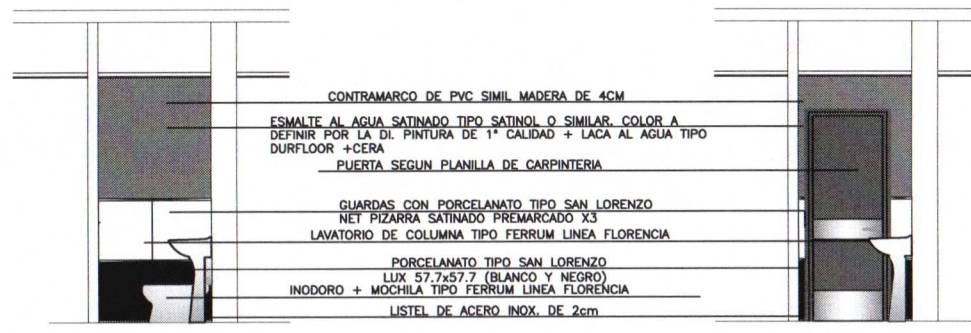 CONTRAMARCO DE PVC SIMIL MADERA DE 4CM
ESMALTE AL AGUA SATINADO TIPO SATINOL O SIMILAR. COLOR A
DEFINIR POR LA DI. PINTURA DE 1ª CALIDAD + LACA AL AGUA TIPO
DURFLOOR +CERA
PUERTA SEGUN PLANILLA DE CARPINTERIA
GUARDAS CON PORCELANATO TIPO SAN LORENZO
NET PIZARRA SATINADO PREMARCADO X3
LAVATORIO DE COLUMNA TIPO FERRUM LINEA FLORENCIA
PORCELANATO TIPO SAN LORENZO
LUX 57.7x57.7 (BLANCO Y NEGRO)
INODORO + MOCHILA TIPO FERRUM LINEA FLORENCIA
LISTEL DE ACERO INOX. DE 2cm